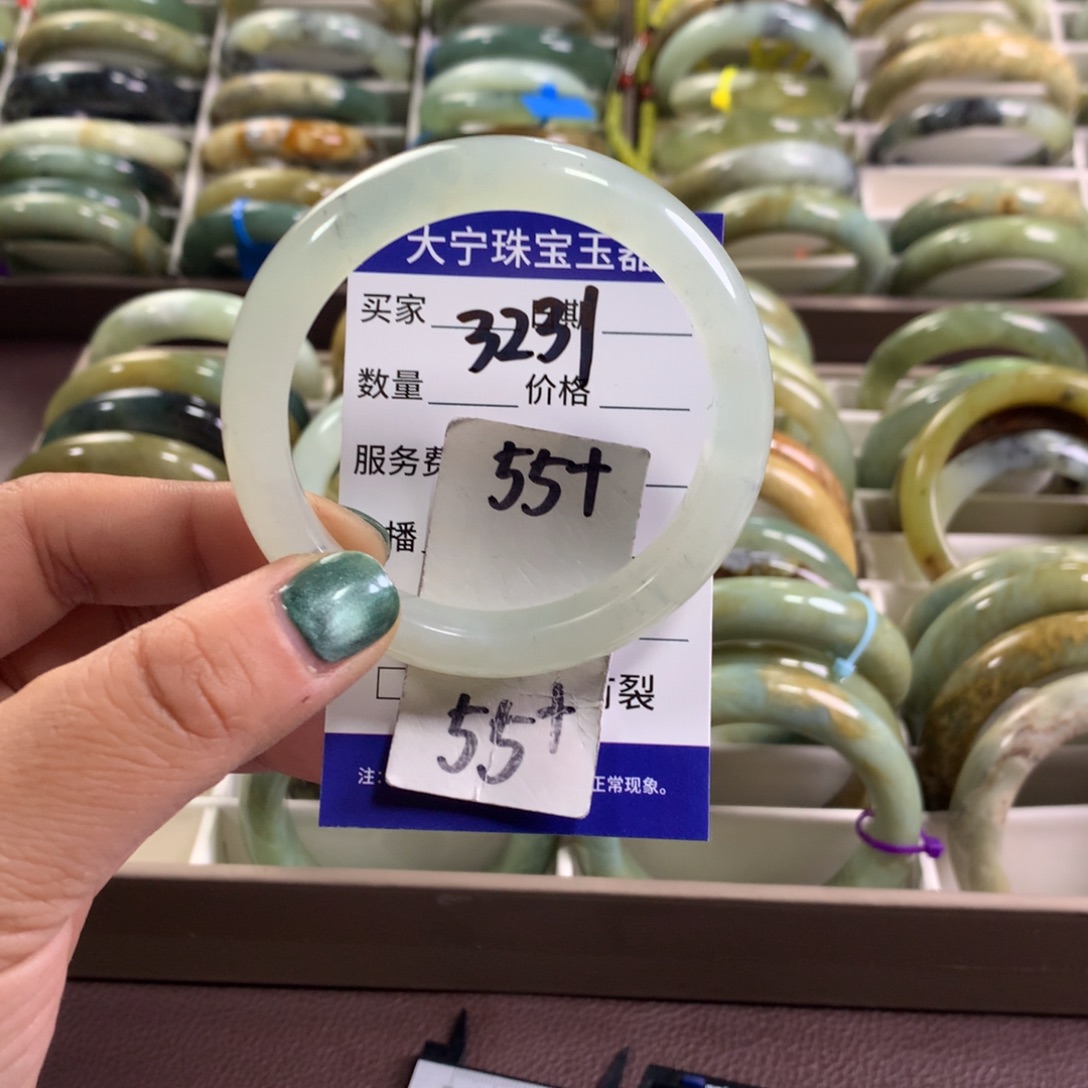 大宁珠宝玉器
买家 3231
数量 价格
服务费
55+
播
裂
55+
注: 正常现象。